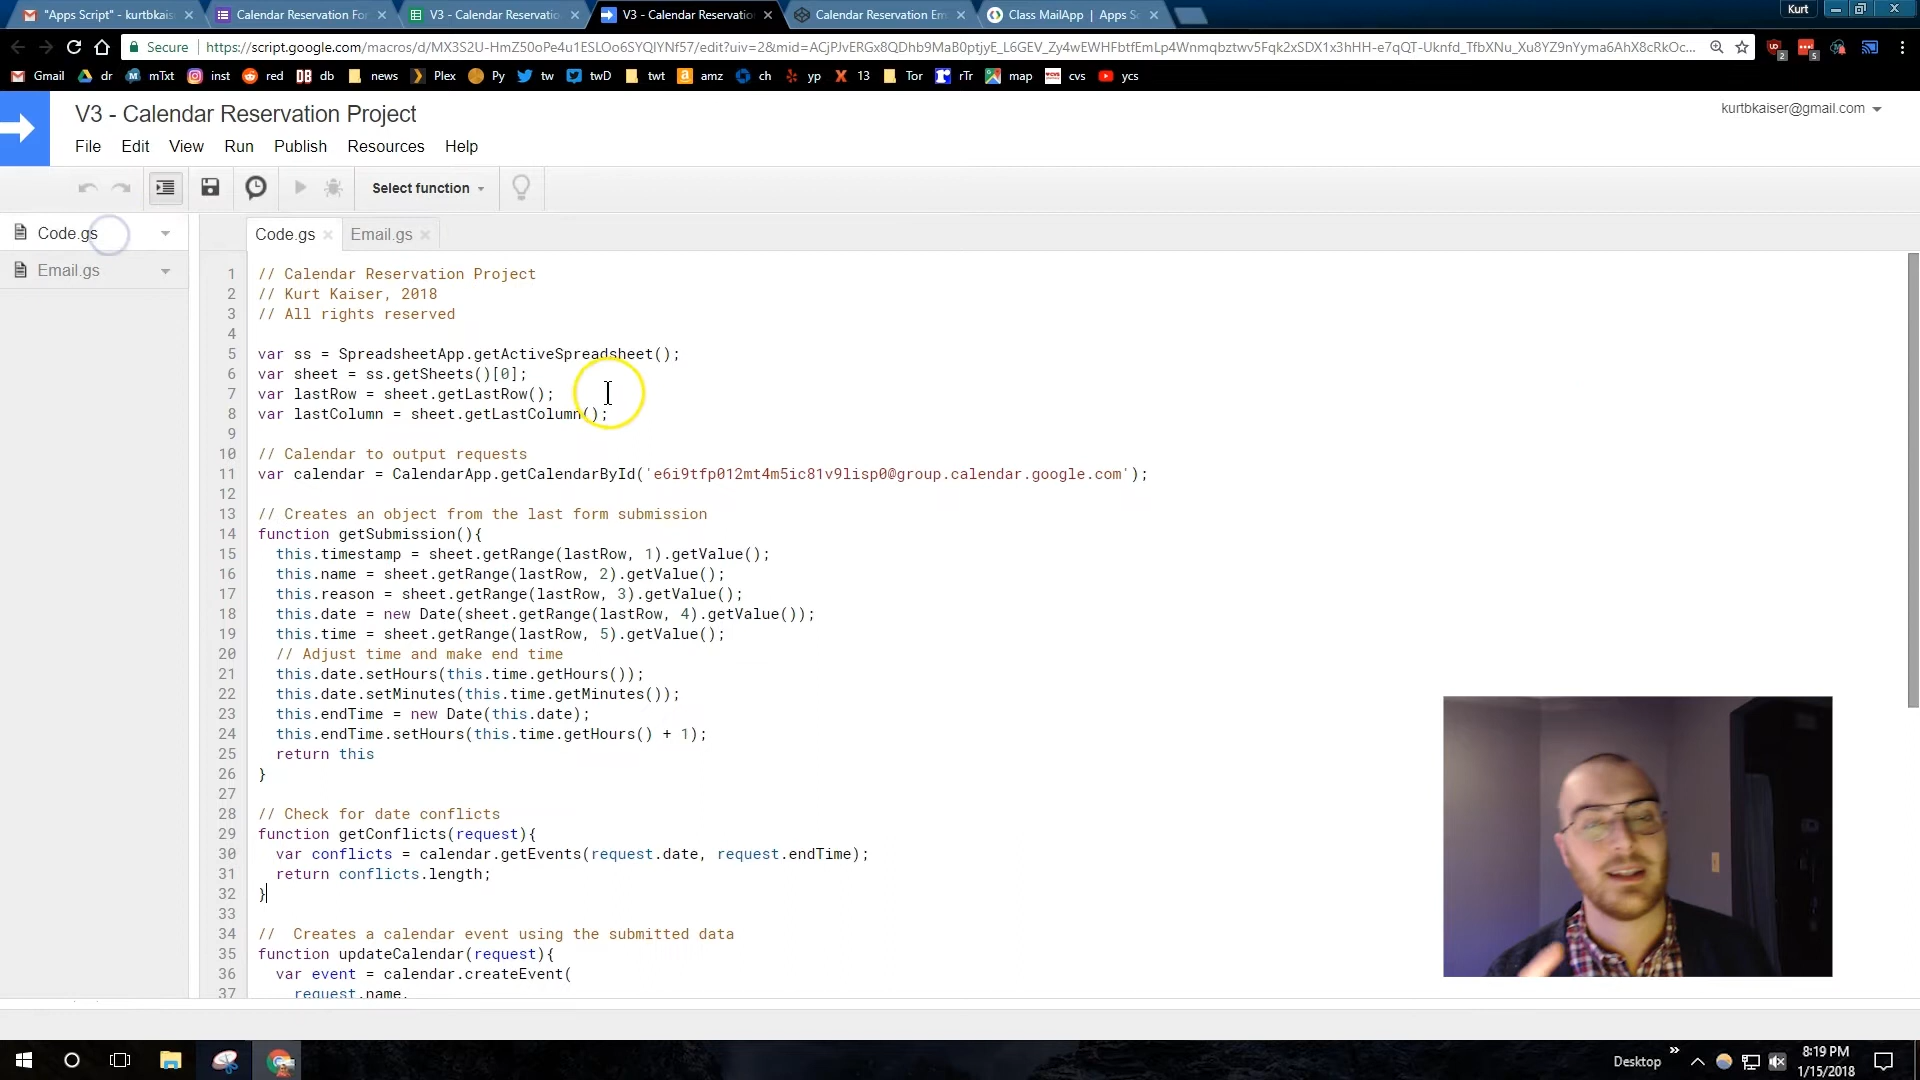 "Apps Script" - kurtbkais
Calendar Reservation For
V3 - Calendar Reservatio
V3 - Calendar Reservatio
Calendar Reservation Em
Class MailApp | Apps Sc
Kurt
Secure
https://script.google.com/macros/d/MX3S2U-HmZ50oPe4u1ESLOo6SYQIYNf57/edit?uiv=2&mid=ACjPJvERGx8QDhb9MaB0ptjyE_L6GEV_Zy4wEWHFbtfEmLp4Wnmqbztwv5Fqk2xSDX1x3hHH-e7qQT-Uknfd_TfbXNu_Xu8YZ9nYyma6AhX8cRkOc...
Gmail dr mTxt inst red db news Plex Py tw twD twt amz ch yp 13 Tor rTr map cvs ycs
V3 - Calendar Reservation Project
kurtbkaiser@gmail.com
File Edit View Run Publish Resources Help
Select function
Code.gs
Email.gs
Code.gs
Email.gs
1 // Calendar Reservation Project
2 // Kurt Kaiser, 2018
3 // All rights reserved
4
5 var ss = SpreadsheetApp.getActiveSpreadsheet();
6 var sheet = ss.getSheets()[0];
7 var lastRow = sheet.getLastRow();
8 var lastColumn = sheet.getLastColumn();
9
10 // Calendar to output requests
11 var calendar = CalendarApp.getCalendarById('e6i9tfp012mt4m5ic81v9lisp0@group.calendar.google.com');
12
13 // Creates an object from the last form submission
14 function getSubmission(){
15 this.timestamp = sheet.getRange(lastRow, 1).getValue();
16 this.name = sheet.getRange(lastRow, 2).getValue();
17 this.reason = sheet.getRange(lastRow, 3).getValue();
18 this.date = new Date(sheet.getRange(lastRow, 4).getValue());
19 this.time = sheet.getRange(lastRow, 5).getValue();
20 // Adjust time and make end time
21 this.date.setHours(this.time.getHours());
22 this.date.setMinutes(this.time.getMinutes());
23 this.endTime = new Date(this.date);
24 this.endTime.setHours(this.time.getHours() + 1);
25 return this
26 }
27
28 // Check for date conflicts
29 function getConflicts(request){
30 var conflicts = calendar.getEvents(request.date, request.endTime);
31 return conflicts.length;
32 }
33
34 //  Creates a calendar event using the submitted data
35 function updateCalendar(request){
36 var event = calendar.createEvent(
37 request.name,
Desktop
8:19 PM
1/15/2018